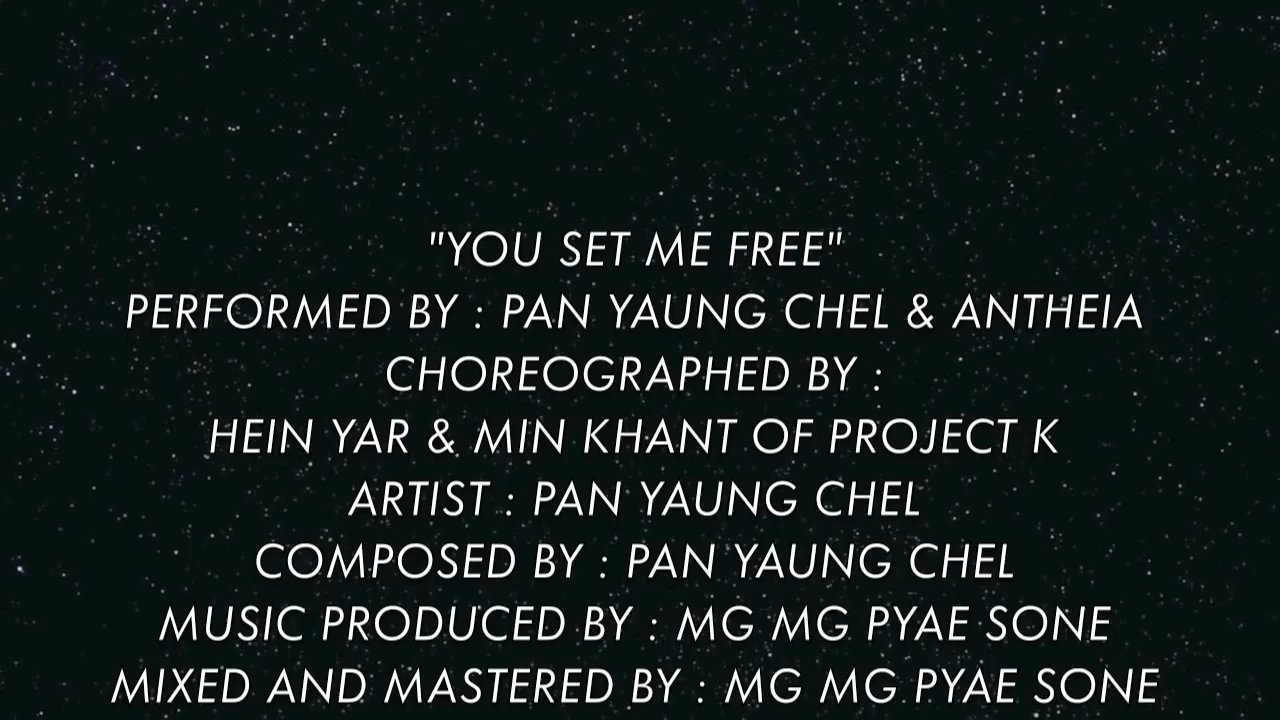 "YOU SET ME FREE"
PERFORMED BY : PAN YAUNG CHEL & ANTHEIA
CHOREOGRAPHED BY :
HEIN YAR & MIN KHANT OF PROJECT K
ARTIST : PAN YAUNG CHEL
COMPOSED BY : PAN YAUNG CHEL
MUSIC PRODUCED BY : MG MG PYAE SONE
MIXED AND MASTERED BY : MG MG PYAE SONE